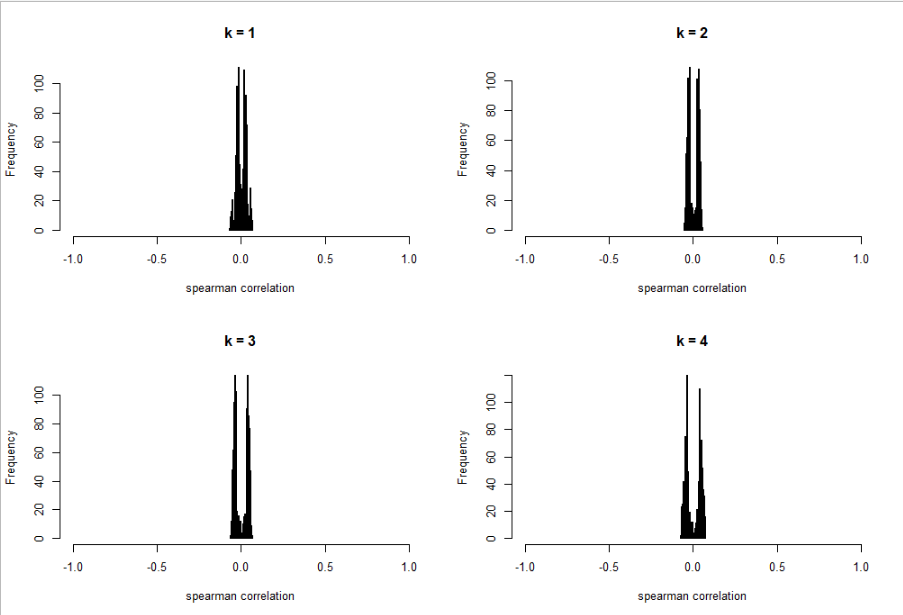 k = 1
Frequency
0 20 40 60 80 100
-1.0 -0.5 0.0 0.5 1.0
spearman correlation
k = 2
Frequency
0 20 40 60 80 100
-1.0 -0.5 0.0 0.5 1.0
spearman correlation
k = 3
Frequency
0 20 40 60 80 100
-1.0 -0.5 0.0 0.5 1.0
spearman correlation
k = 4
Frequency
0 20 40 60 80 100
-1.0 -0.5 0.0 0.5 1.0
spearman correlation